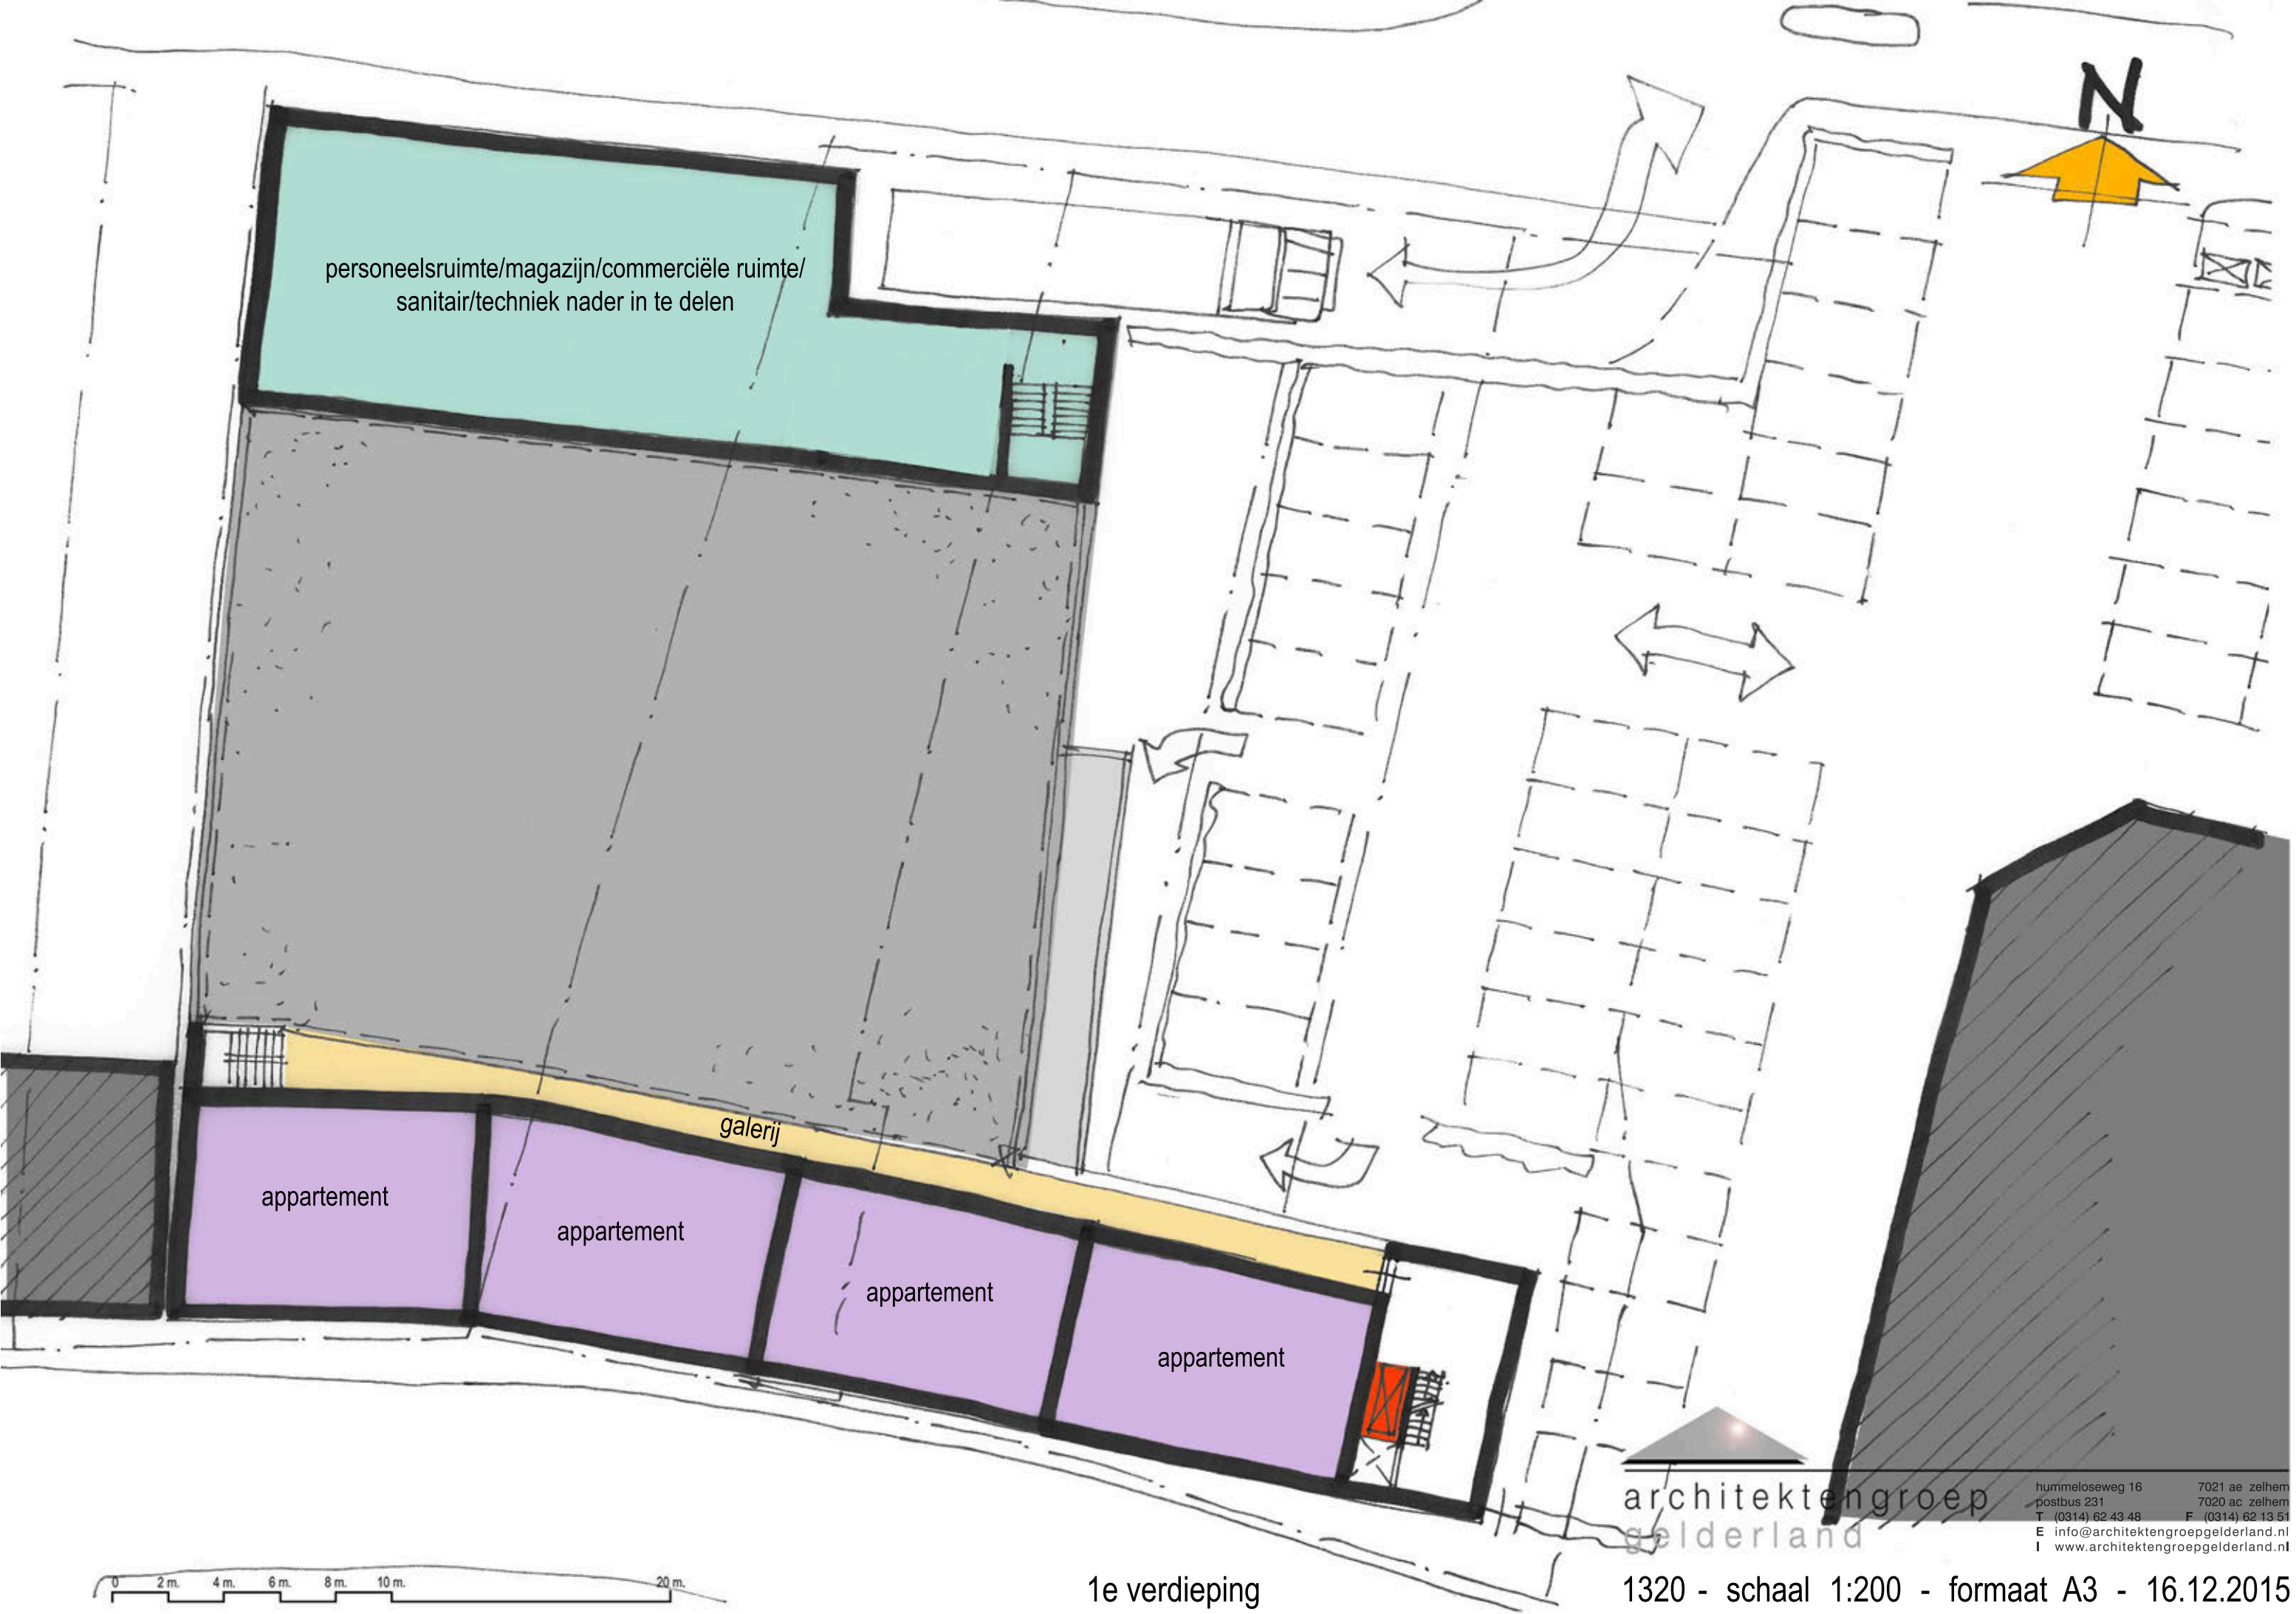 N
personeelsruimte/magazijn/commerciële ruimte/
sanitair/techniek nader in te delen
galerij
appartement
appartement
appartement
appartement
architektengroep
gelderland
hummeloseweg 16 7021 ae zelhem
postbus 231 7020 ac zelhem
T (0314) 62 43 48 F (0314) 62 13 51
E info@architektengroepgelderland.nl
I www.architektengroepgelderland.nl
0 2 m. 4 m. 6 m. 8 m. 10 m. 20 m.
1e verdieping
1320 - schaal 1:200 - formaat A3 - 16.12.2015